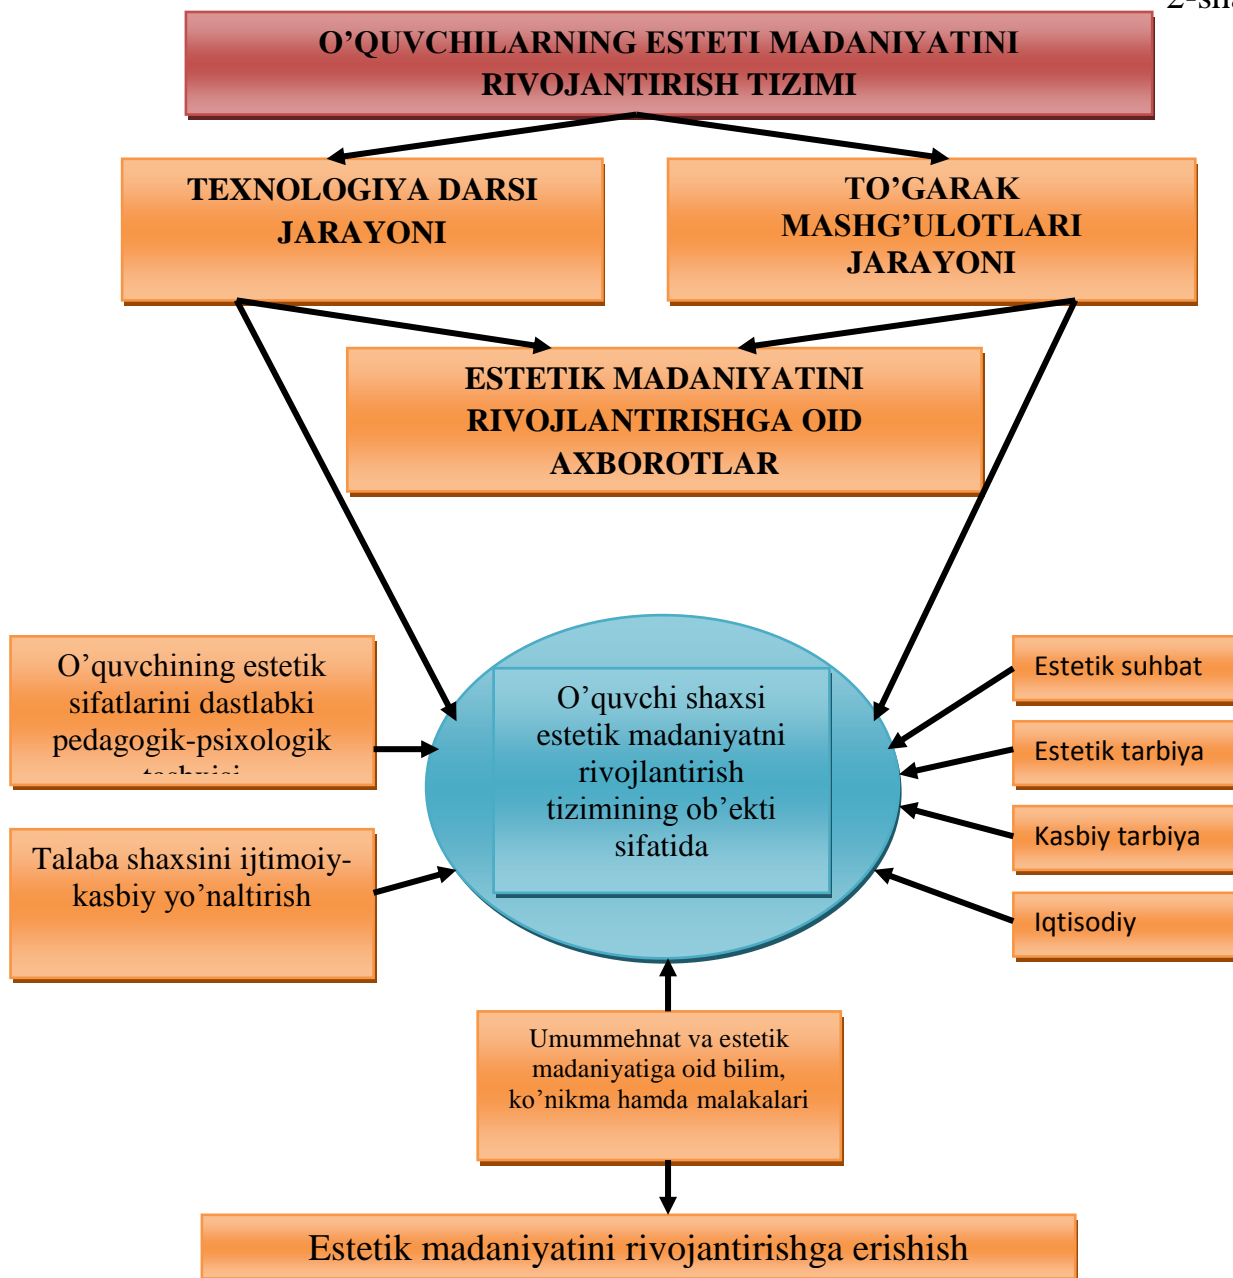 O’QUVCHILARNING ESTETI MADANIYATINI
RIVOJANTIRISH TIZIMI
TEXNOLOGIYA DARSI
JARAYONI
TO’GARAK
MASHG’ULOTLARI
JARAYONI
ESTETIK MADANIYATINI
RIVOJLANTIRISHGA OID
AXBOROTLAR
O’quvchining estetik
sifatlarini dastlabki
pedagogik-psixologik
Talaba shaxsini ijtimoiy-
kasbiy yo’naltirish
O’quvchi shaxsi
estetik madaniyatni
rivojlantirish
tizimining ob’ekti
sifatida
Estetik suhbat
Estetik tarbiya
Kasbiy tarbiya
Iqtisodiy
Umummehnat va estetik
madaniyatiga oid bilim,
ko’nikma hamda malakalari
Estetik madaniyatini rivojantirishga erishish